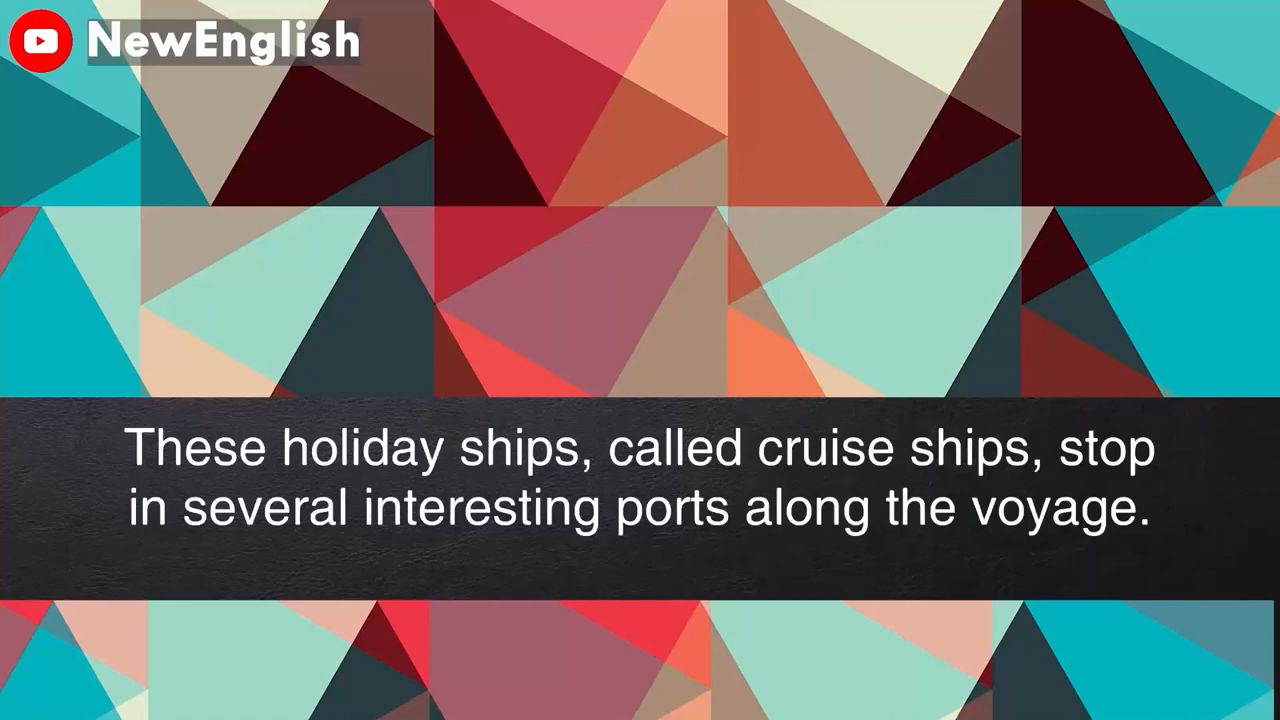 NewEnglish
These holiday ships, called cruise ships, stop
in several interesting ports along the voyage.